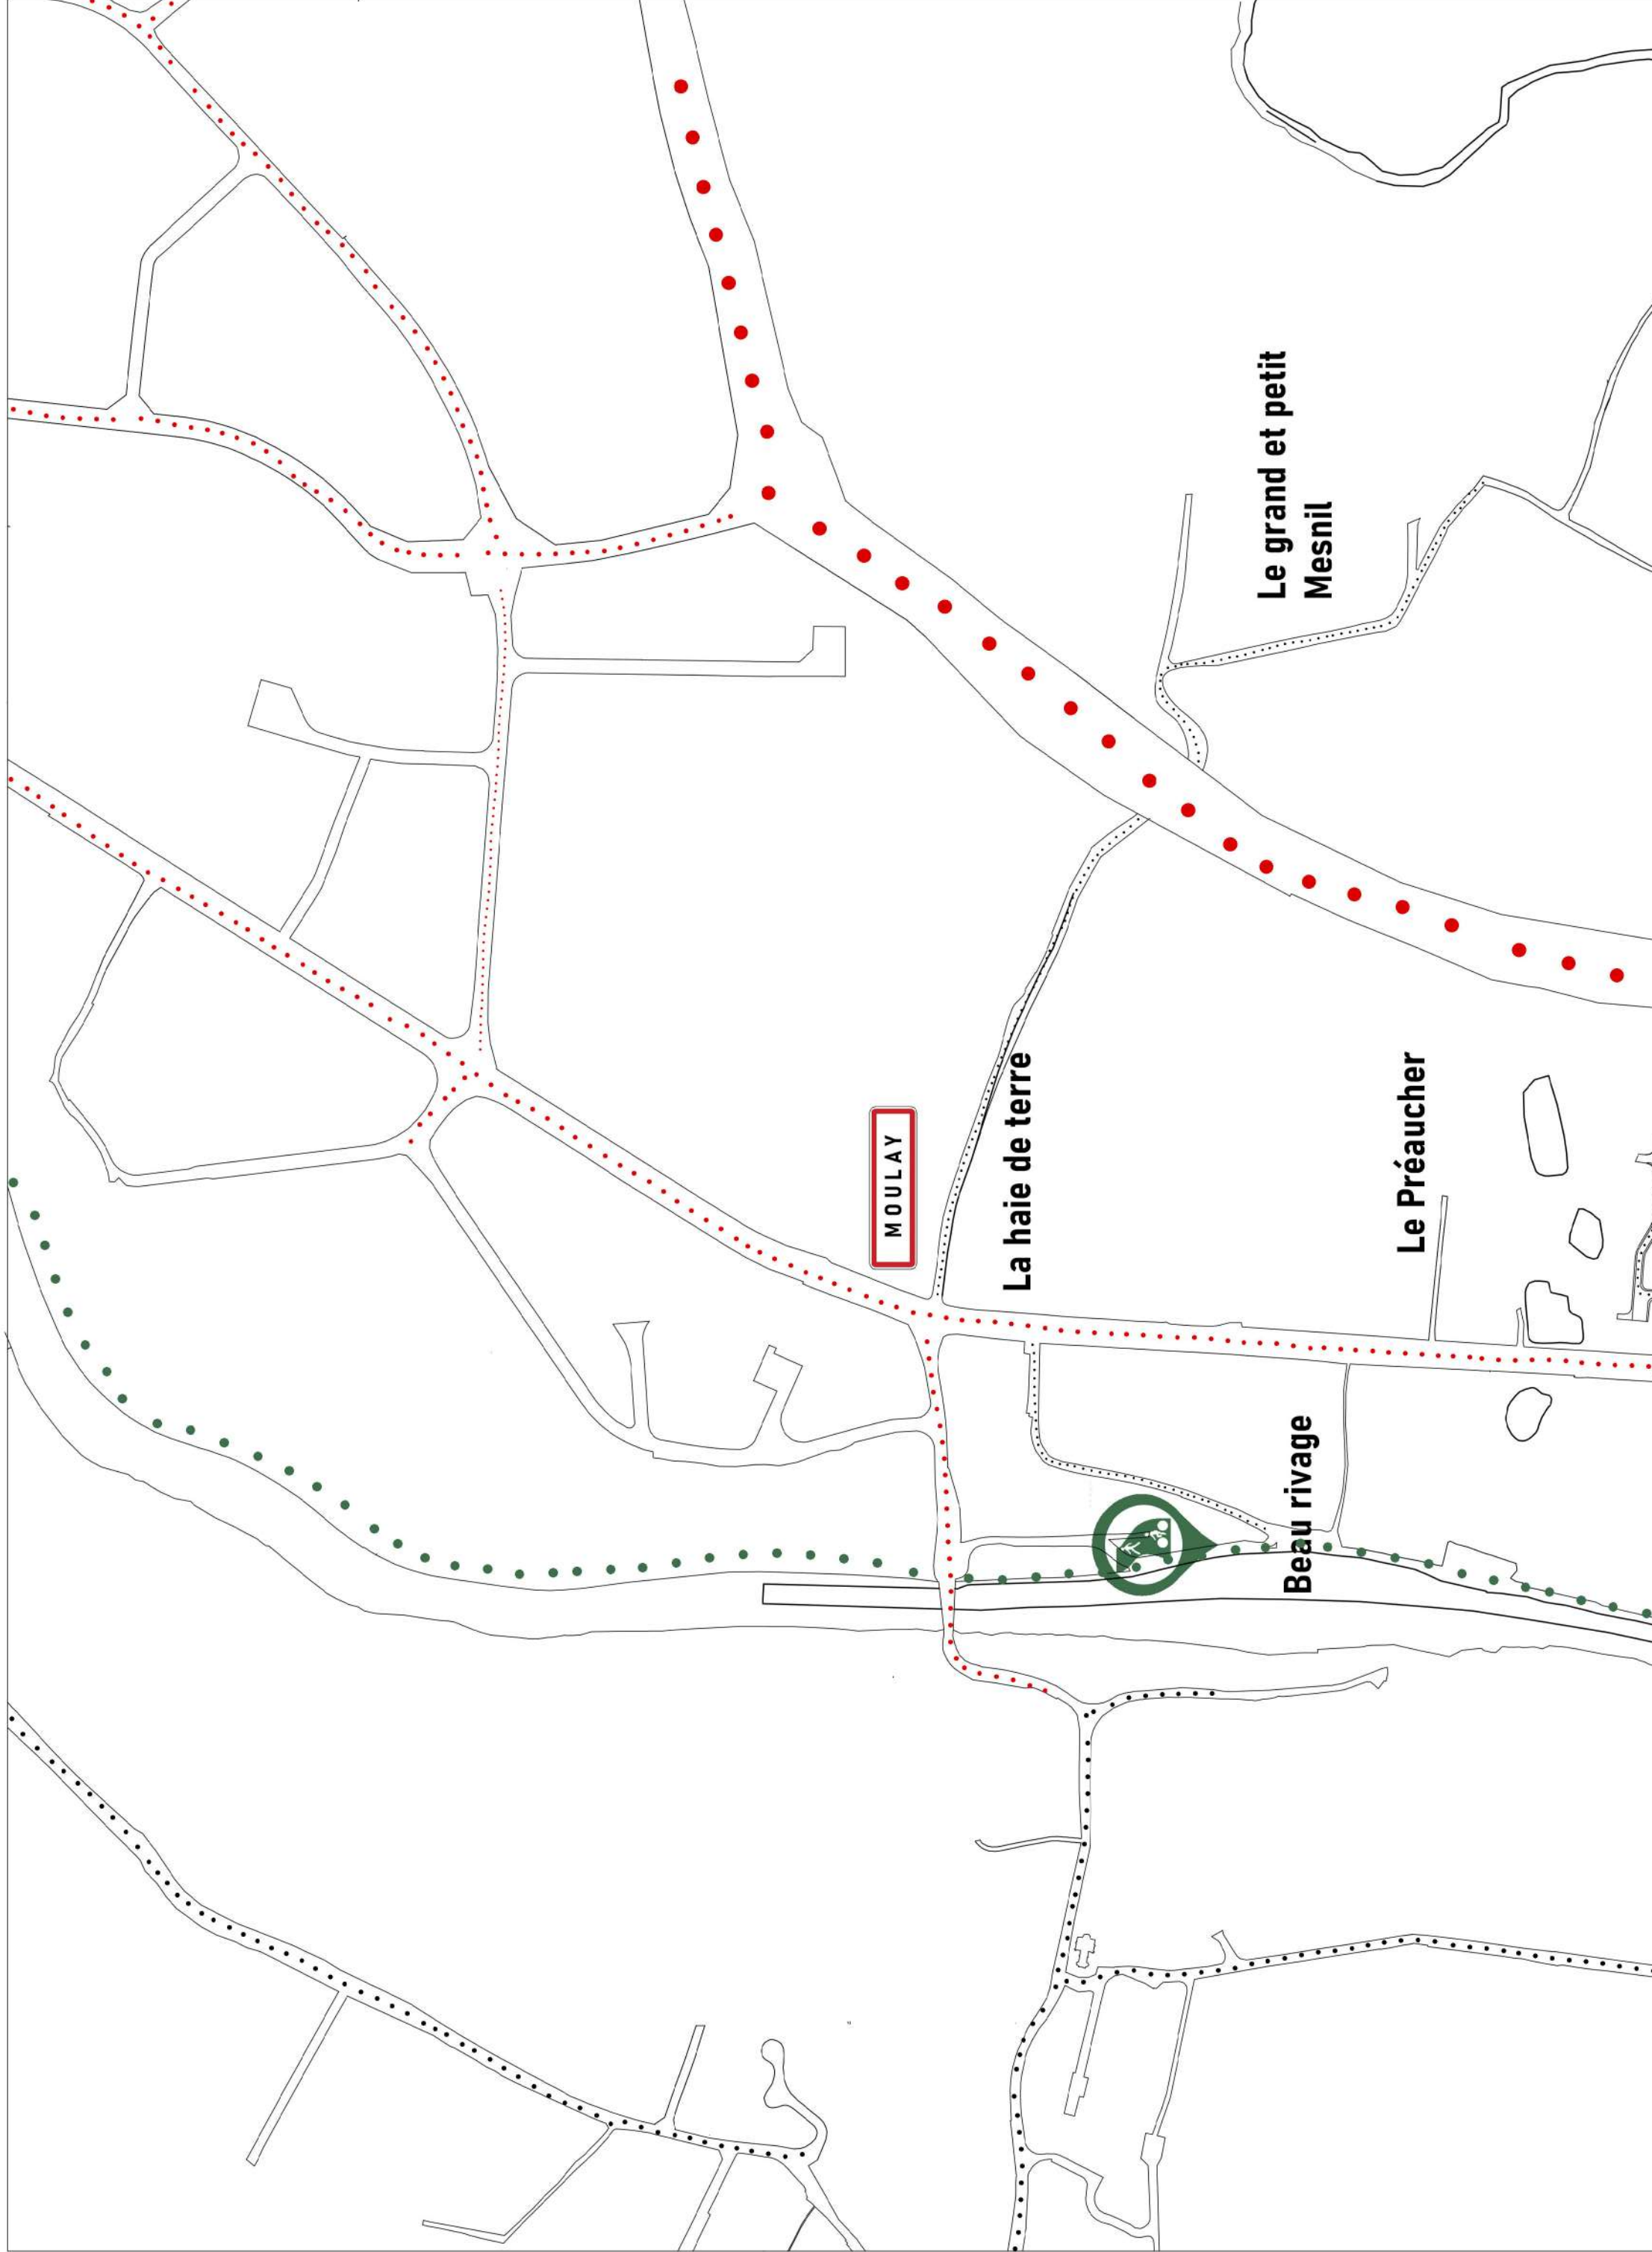 MOULAY
La haie de terre
Le grand et petit
Mesnil
Beau rivage
Le Préaucher